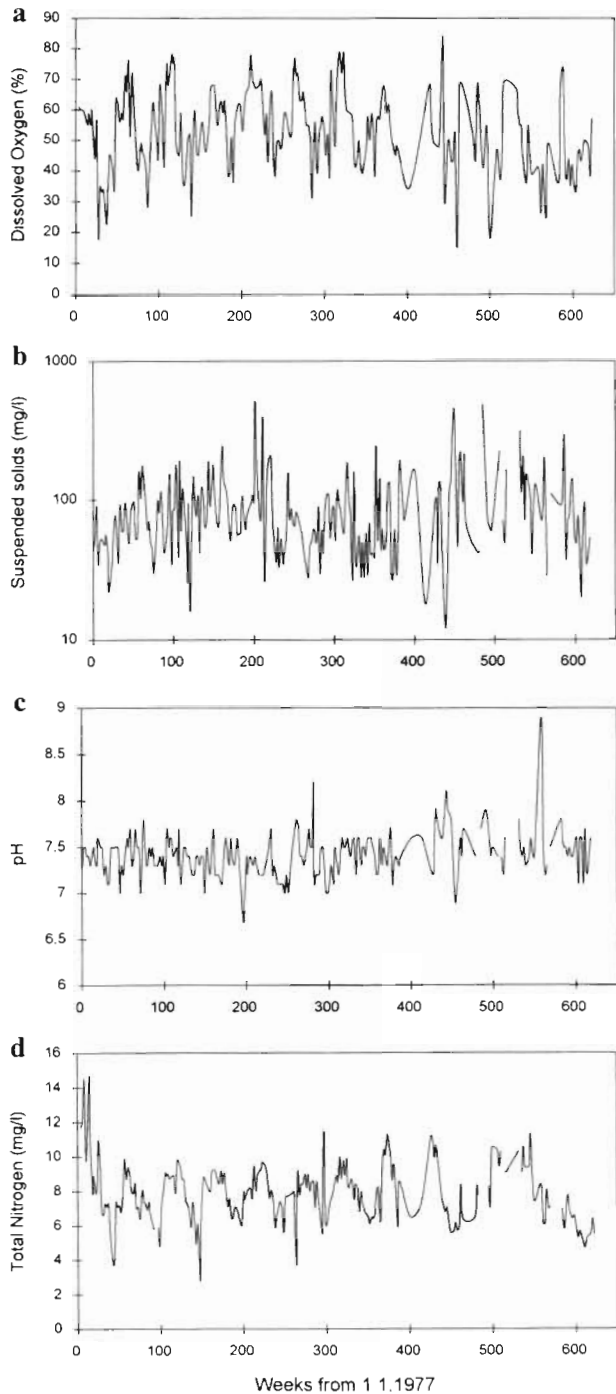 a
Dissolved Oxygen (%)
90
80
70
60
50
40
30
20
10
0
100 200 300 400 500 600
b
Suspended solids (mg/l)
1000
100
10
0 100 200 300 400 500 600
c
pH
9
8.5
8
7.5
7
6.5
6
0 100 200 300 400 500 600
d
Total Nitrogen (mg/l)
16
14
12
10
8
6
4
2
0
0 100 200 300 400 500 600
Weeks from 1 1.1977